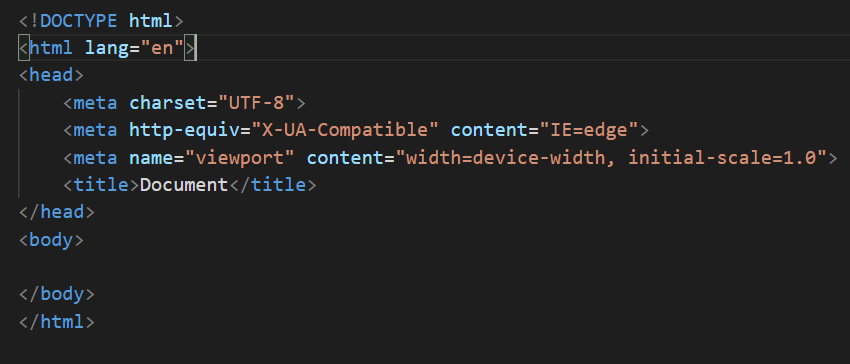 <!DOCTYPE html>
<html lang="en">
<head>
    <meta charset="UTF-8">
    <meta http-equiv="X-UA-Compatible" content="IE=edge">
    <meta name="viewport" content="width=device-width, initial-scale=1.0">
    <title>Document</title>
</head>
<body>

</body>
</html>